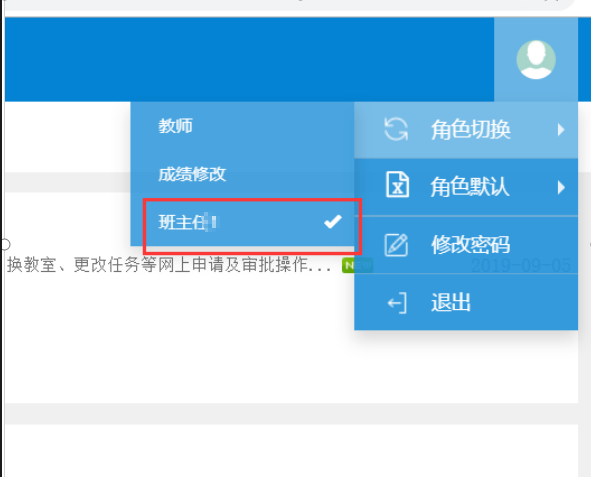 教师
角色切换
成绩修改
角色默认
班主任
修改密码
换教室、更改任务等网上申请及审批操作...
2019-09-05
退出